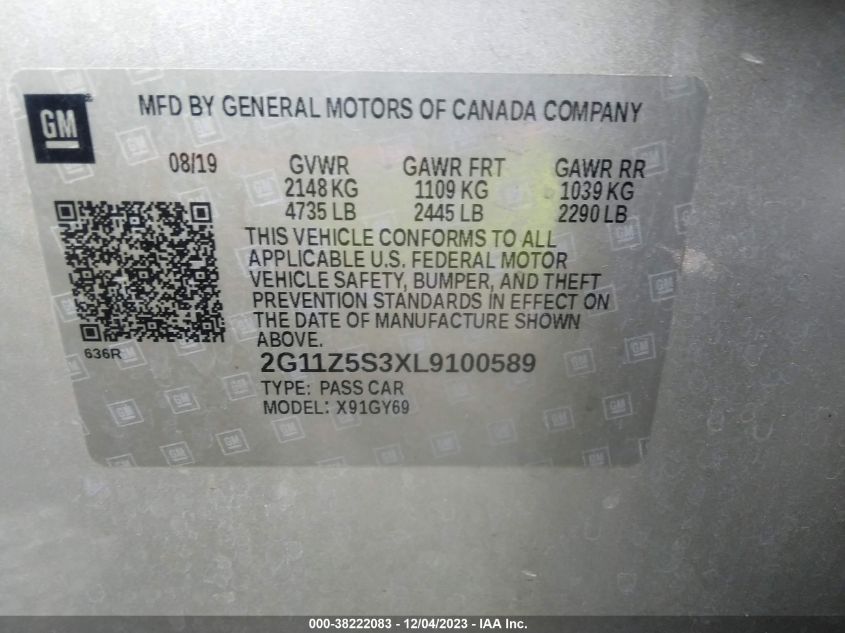 GM
MFD BY GENERAL MOTORS OF CANADA COMPANY
08/19 GVWR GAWR FRT GAWR RR
2148 KG 1109 KG 1039 KG
4735 LB 2445 LB 2290 LB
THIS VEHICLE CONFORMS TO ALL
APPLICABLE U.S. FEDERAL MOTOR
VEHICLE SAFETY, BUMPER, AND THEFT
PREVENTION STANDARDS IN EFFECT ON
THE DATE OF MANUFACTURE SHOWN
ABOVE.
636R
2G11Z5S3XL9100589
TYPE: PASS CAR
MODEL: X91GY69
000-38222083 - 12/04/2023 - IAA Inc.